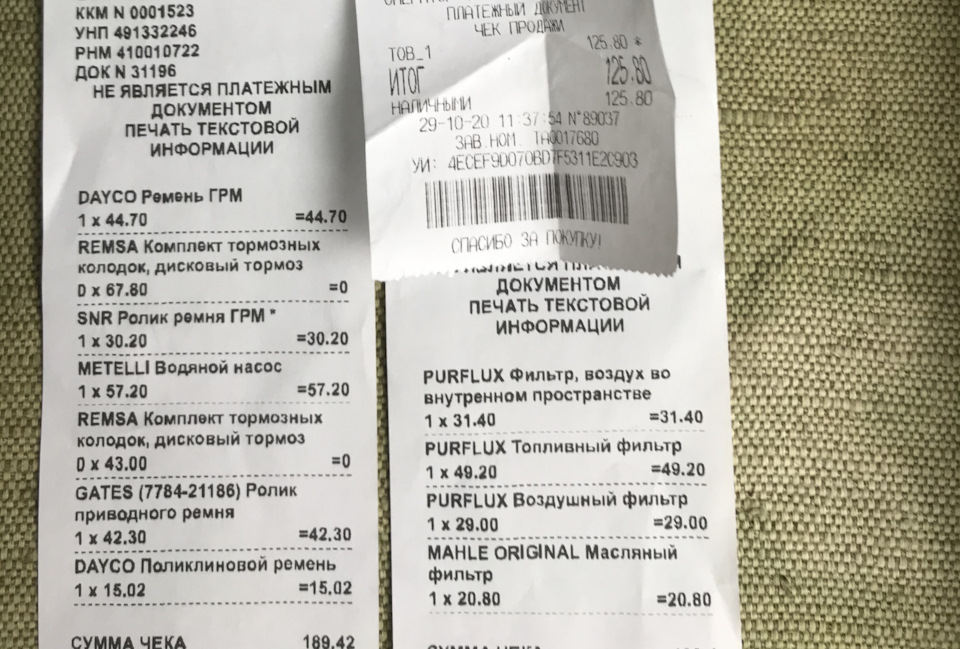 ККМ N 0001523
УНП 491332246
РНМ 410010722
ДОК N 31196
НЕ ЯВЛЯЕТСЯ ПЛАТЕЖНЫМ
ДОКУМЕНТОМ
ПЕЧАТЬ ТЕКСТОВОЙ
ИНФОРМАЦИИ
DAYCO Ремень ГРМ
1 x 44.70 =44.70
REMSA Комплект тормозных
колодок, дисковый тормоз
0 x 67.80 =0
SNR Ролик ремня ГРМ *
1 x 30.20 =30.20
METELLI Водяной насос
1 x 57.20 =57.20
REMSA Комплект тормозных
колодок, дисковый тормоз
0 x 43.00 =0
GATES (7784-21186) Ролик
приводного ремня
1 x 42.30 =42.30
DAYCO Поликлиновой ремень
1 x 15.02 =15.02
СУММА ЧЕКА 189.42
ПЛАТЕЖНЫЙ ДОКУМЕНТ
ЧЕК ПРОДАЖИ
125.80 *
ТОВ_1
ИТОГ 125.80
НАЛИЧНЫМИ 125.80
29-10-20 11:37:54 N°89037
ЗАВ.НОМ. ТА0017680
УИ: 4ECEF9D070BD7F5311E2C903
СПАСИБО ЗА ПОКУПКУ!
ДОКУМЕНТОМ
ПЕЧАТЬ ТЕКСТОВОЙ
ИНФОРМАЦИИ
PURFLUX Фильтр, воздух во
внутренном пространстве
1 x 31.40 =31.40
PURFLUX Топливный фильтр
1 x 49.20 =49.20
PURFLUX Воздушный фильтр
1 x 29.00 =29.00
MAHLE ORIGINAL Масляный
фильтр
1 x 20.80 =20.80
СУММА ЧЕКА